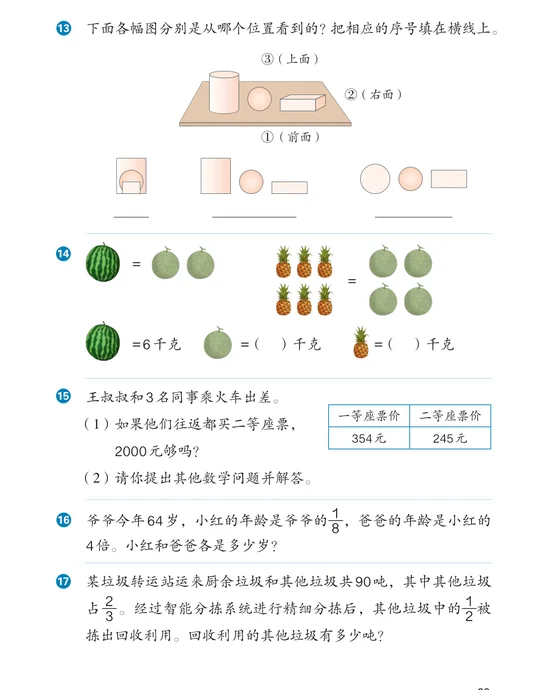 13 下面各幅图分别是从哪个位置看到的？把相应的序号填在横线上。
③（上面）
②（右面）
①（前面）
14
=
=
=6千克
=（ ）千克
=（ ）千克
15 王叔叔和3名同事乘火车出差。
（1）如果他们往返都买二等座票，
2000元够吗？
一等座票价 二等座票价
354元 245元
（2）请你提出其他数学问题并解答。
16 爷爷今年64岁，小红的年龄是爷爷的1/8，爸爸的年龄是小红的
4倍。小红和爸爸各是多少岁？
17 某垃圾转运站运来厨余垃圾和其他垃圾共90吨，其中其他垃圾
占2/3。经过智能分拣系统进行精细分拣后，其他垃圾中的1/2被
拣出回收利用。回收利用的其他垃圾有多少吨？